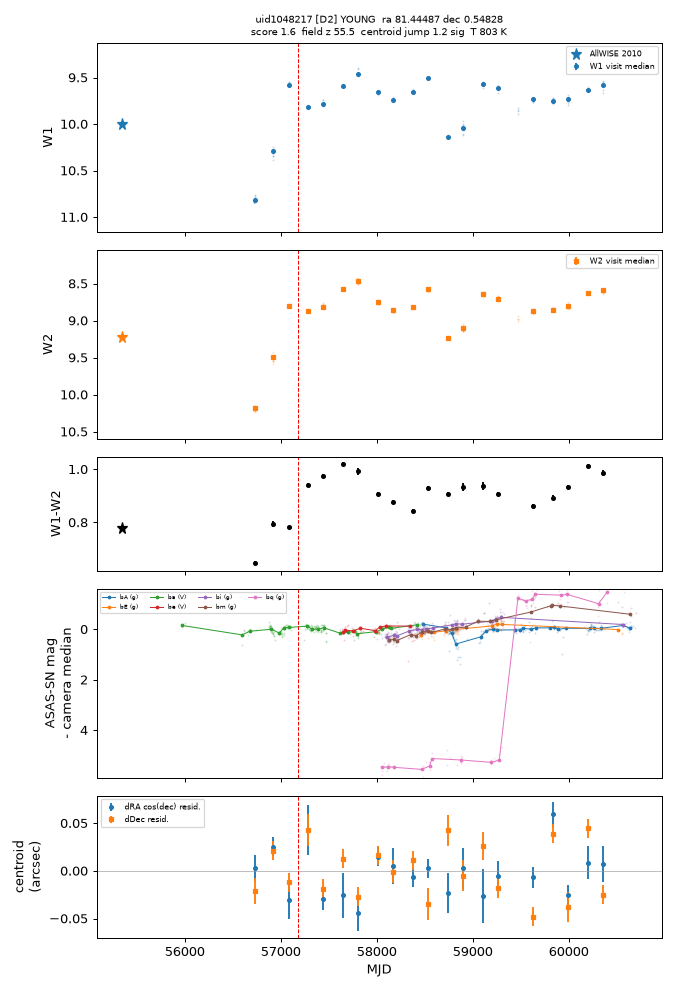 uid1048217 [D2] YOUNG ra 81.44487 dec 0.54828
score 1.6 field z 55.5 centroid jump 1.2 sig T 803 K
AllWISE 2010
W1 visit median
9.5
10.0
10.5
11.0
W1
W2 visit median
8.5
9.0
9.5
10.0
10.5
W2
1.0
0.8
W1-W2
bA (g)
bE (g)
ba (V)
be (V)
bi (g)
bm (g)
bq (g)
0
2
4
ASAS-SN mag
- camera median
dRA cos(dec) resid.
dDec resid.
0.05
0.00
−0.05
centroid
(arcsec)
56000
57000
58000
59000
60000
MJD